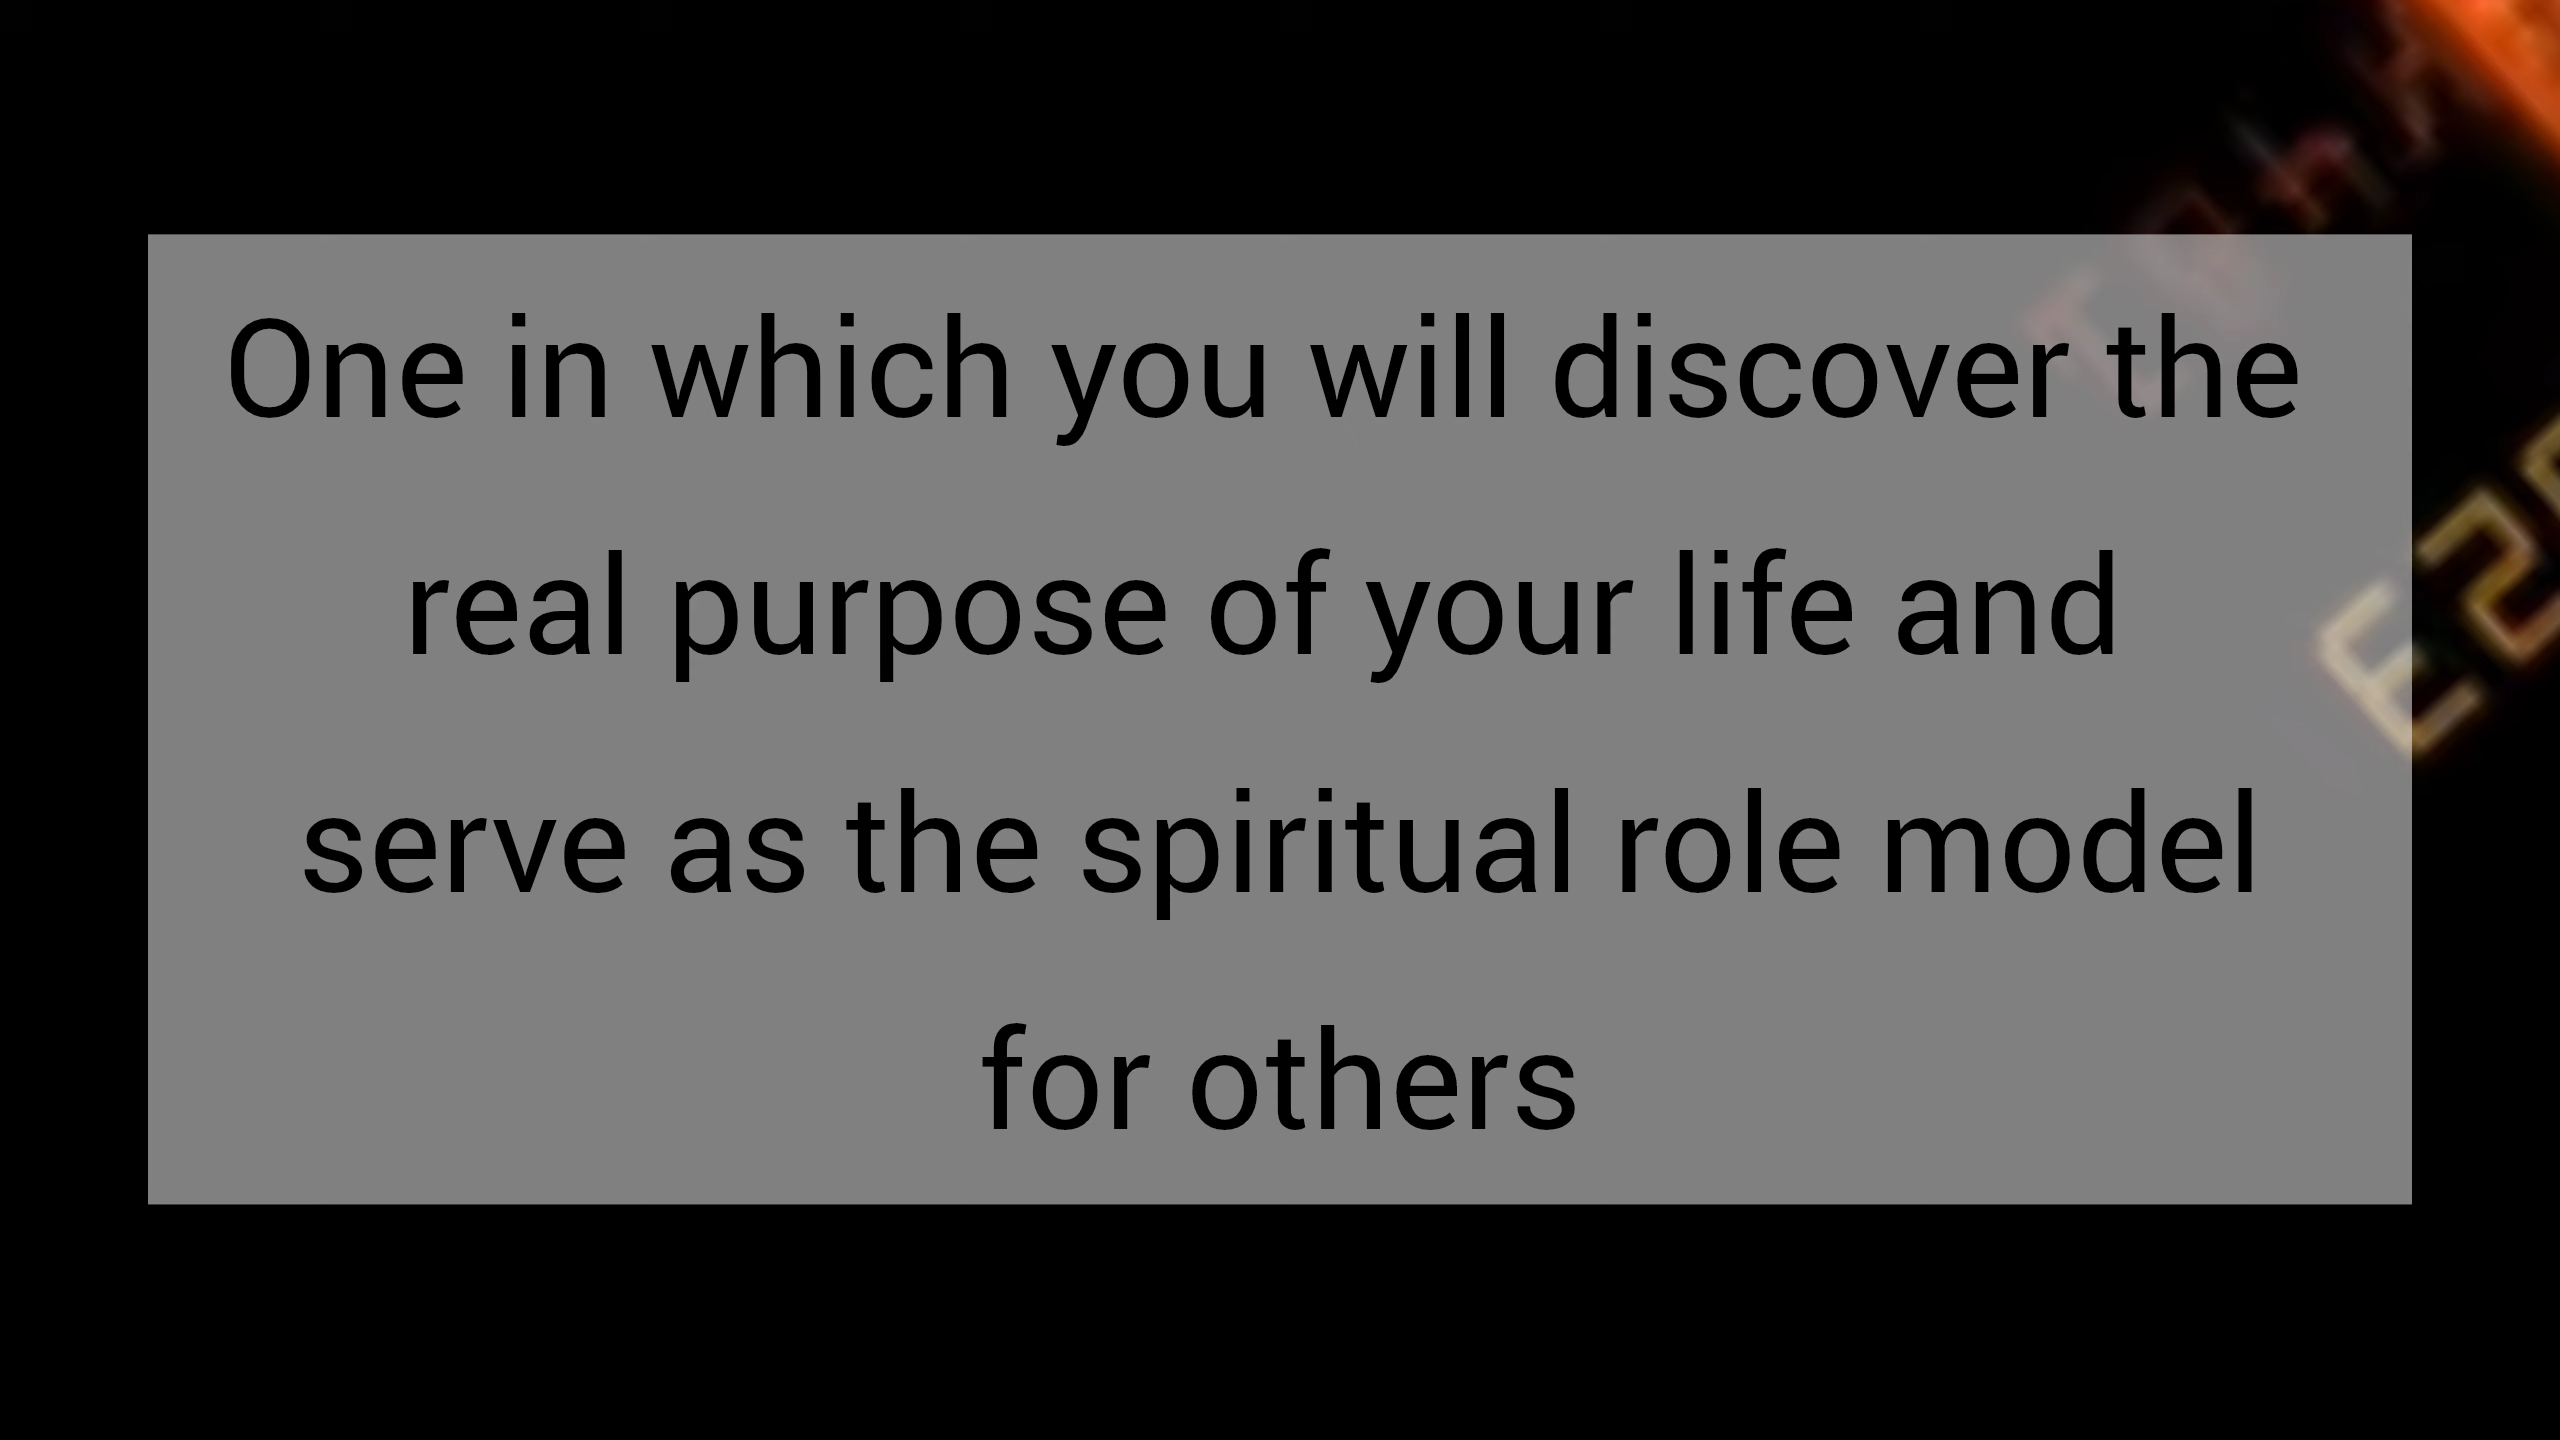 One in which you will discover the
real purpose of your life and
serve as the spiritual role model
for others